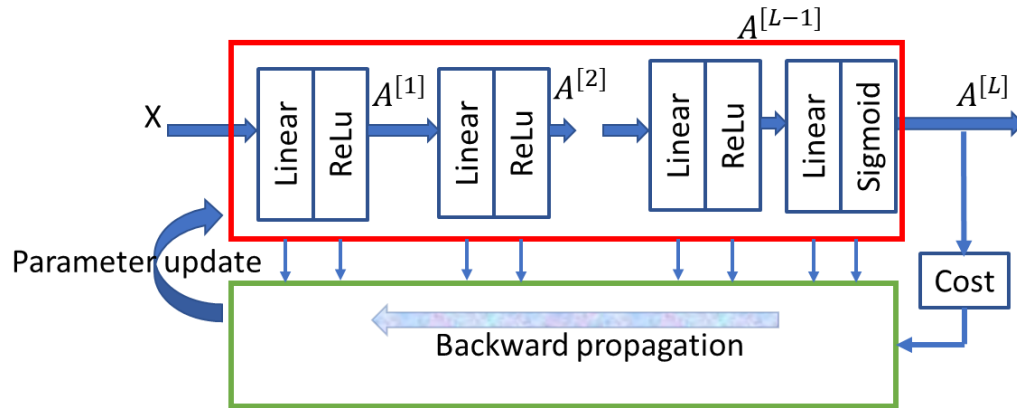 A^{[L-1]}
X
Linear
ReLu
A^{[1]}
Linear
ReLu
A^{[2]}
Linear
ReLu
Linear
Sigmoid
A^{[L]}
Parameter update
Cost
Backward propagation